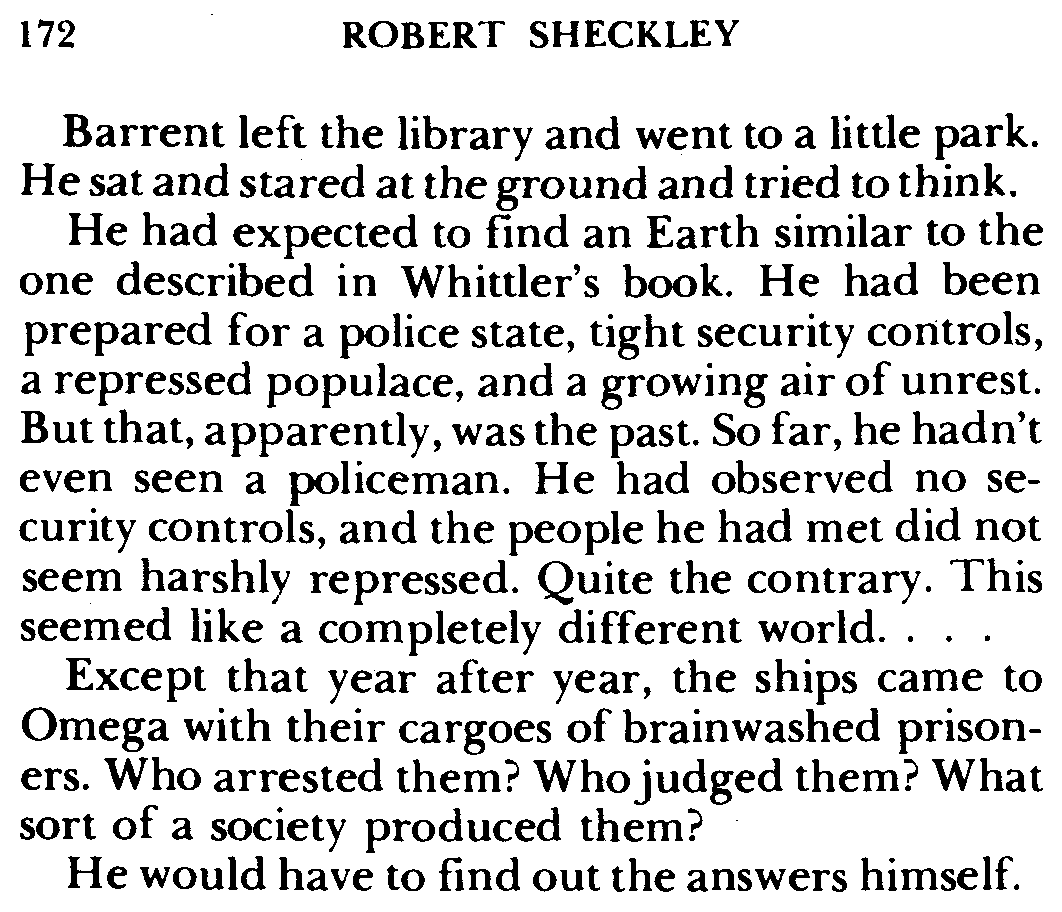 172 ROBERT SHECKLEY
Barrent left the library and went to a little park.
He sat and stared at the ground and tried to think.
He had expected to find an Earth similar to the
one described in Whittler's book. He had been
prepared for a police state, tight security controls,
a repressed populace, and a growing air of unrest.
But that, apparently, was the past. So far, he hadn't
even seen a policeman. He had observed no se-
curity controls, and the people he had met did not
seem harshly repressed. Quite the contrary. This
seemed like a completely different world. . . .
Except that year after year, the ships came to
Omega with their cargoes of brainwashed prison-
ers. Who arrested them? Who judged them? What
sort of a society produced them?
He would have to find out the answers himself.